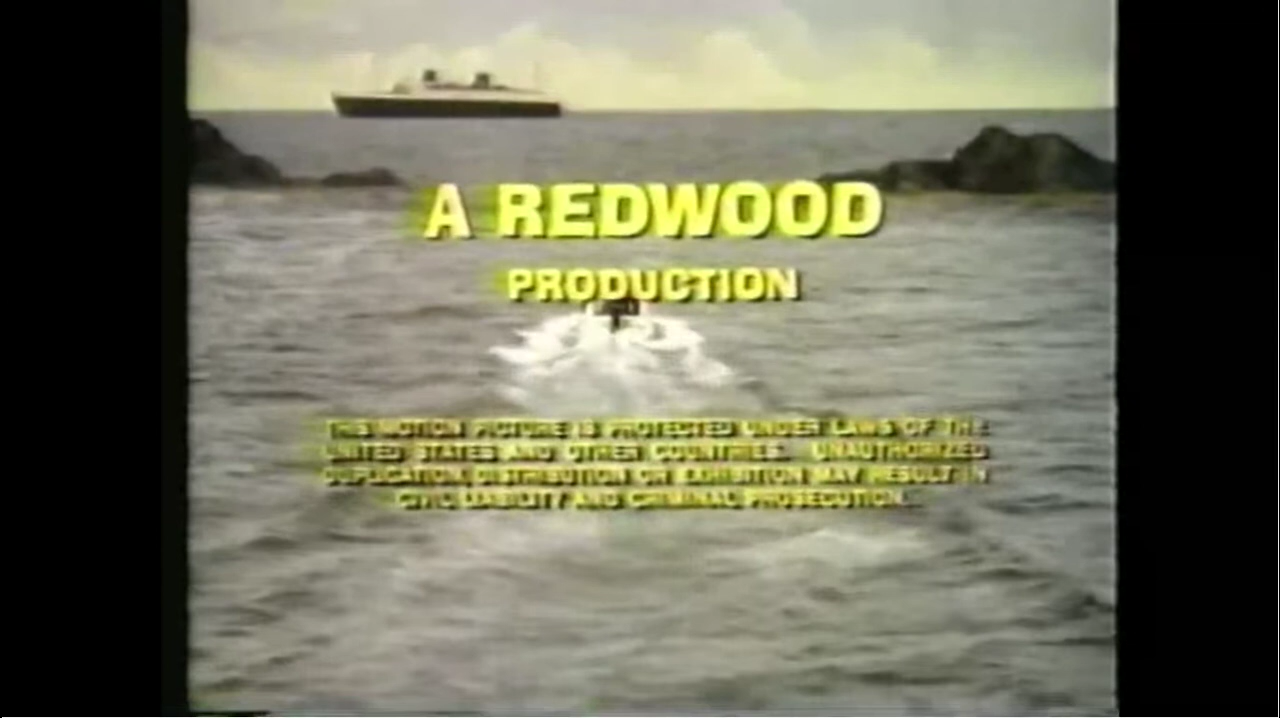 A REDWOOD
PRODUCTION
THIS MOTION PICTURE IS PROTECTED UNDER LAWS OF THE
UNITED STATES AND OTHER COUNTRIES. UNAUTHORIZED
DUPLICATION, DISTRIBUTION OR EXHIBITION MAY RESULT IN
CIVIL LIABILITY AND CRIMINAL PROSECUTION.